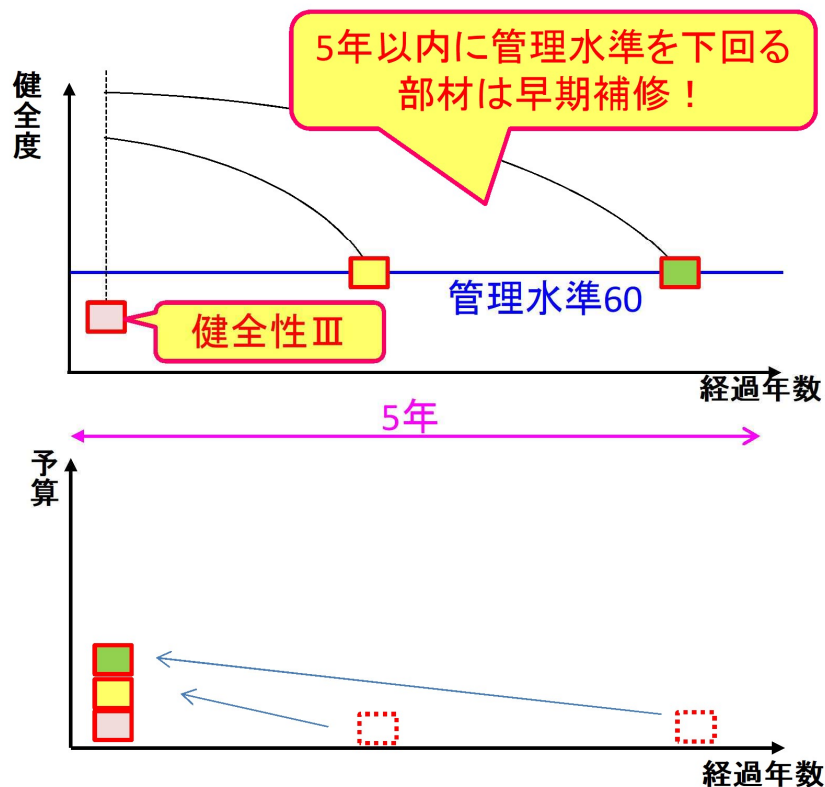 5年以内に管理水準を下回る
部材は早期補修！
健全度
管理水準60
健全性Ⅲ
経過年数
5年
予算
経過年数